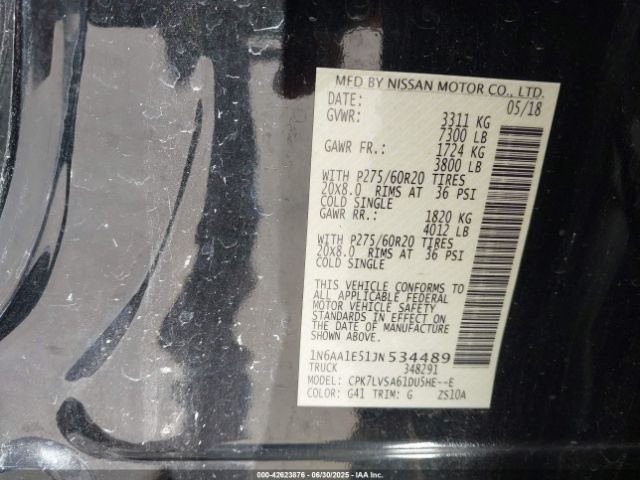 MFD BY NISSAN MOTOR CO., LTD.
DATE: 05/18
GVWR: 3311 KG
7300 LB
GAWR FR.: 1724 KG
3800 LB
WITH P275/60R20 TIRES
20X8.0 RIMS AT 36 PSI
COLD SINGLE
GAWR RR.: 1820 KG
4012 LB
WITH P275/60R20 TIRES
20X8.0 RIMS AT 36 PSI
COLD SINGLE
THIS VEHICLE CONFORMS TO
ALL APPLICABLE FEDERAL
MOTOR VEHICLE SAFETY
STANDARDS IN EFFECT ON
THE DATE OF MANUFACTURE
SHOWN ABOVE.
1N6AA1E51JN534489
TRUCK 348291
MODEL: CPK7LVSA61DU5HE--E
COLOR: G41 TRIM: G ZS10A
000-42623876 - 06/30/2025 - IAA Inc.